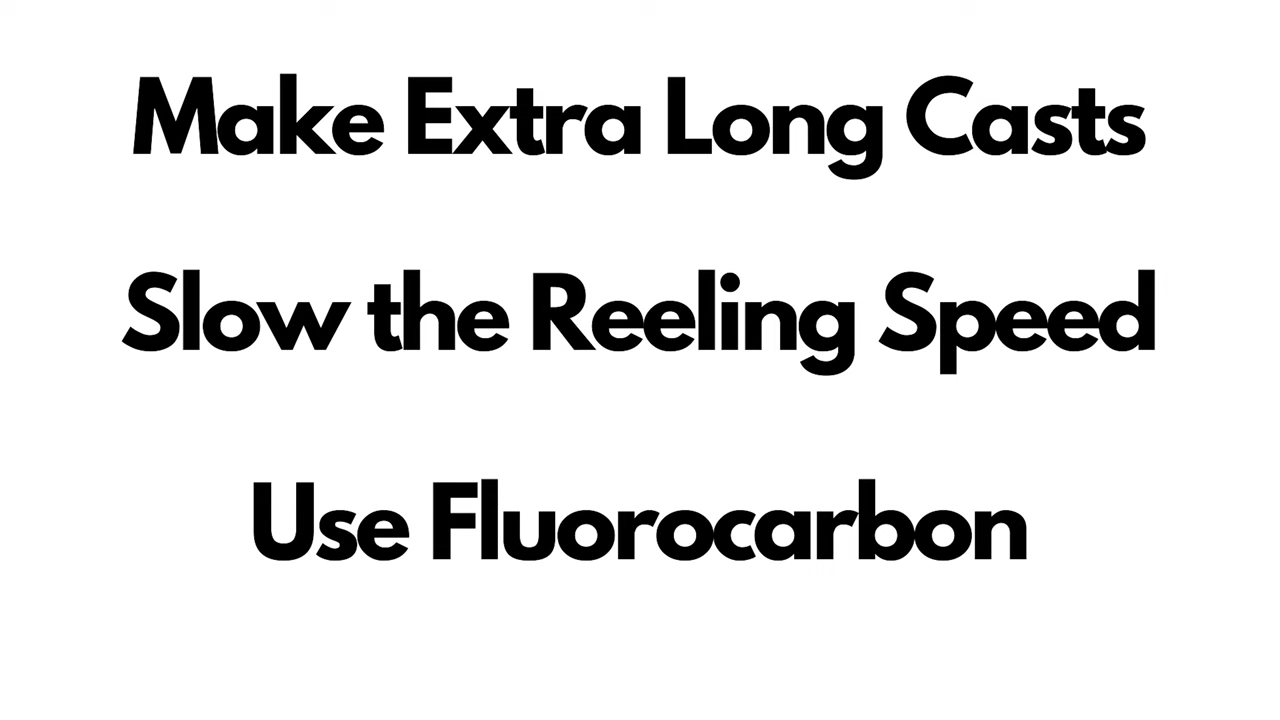 Make Extra Long Casts
Slow the Reeling Speed
Use Fluorocarbon